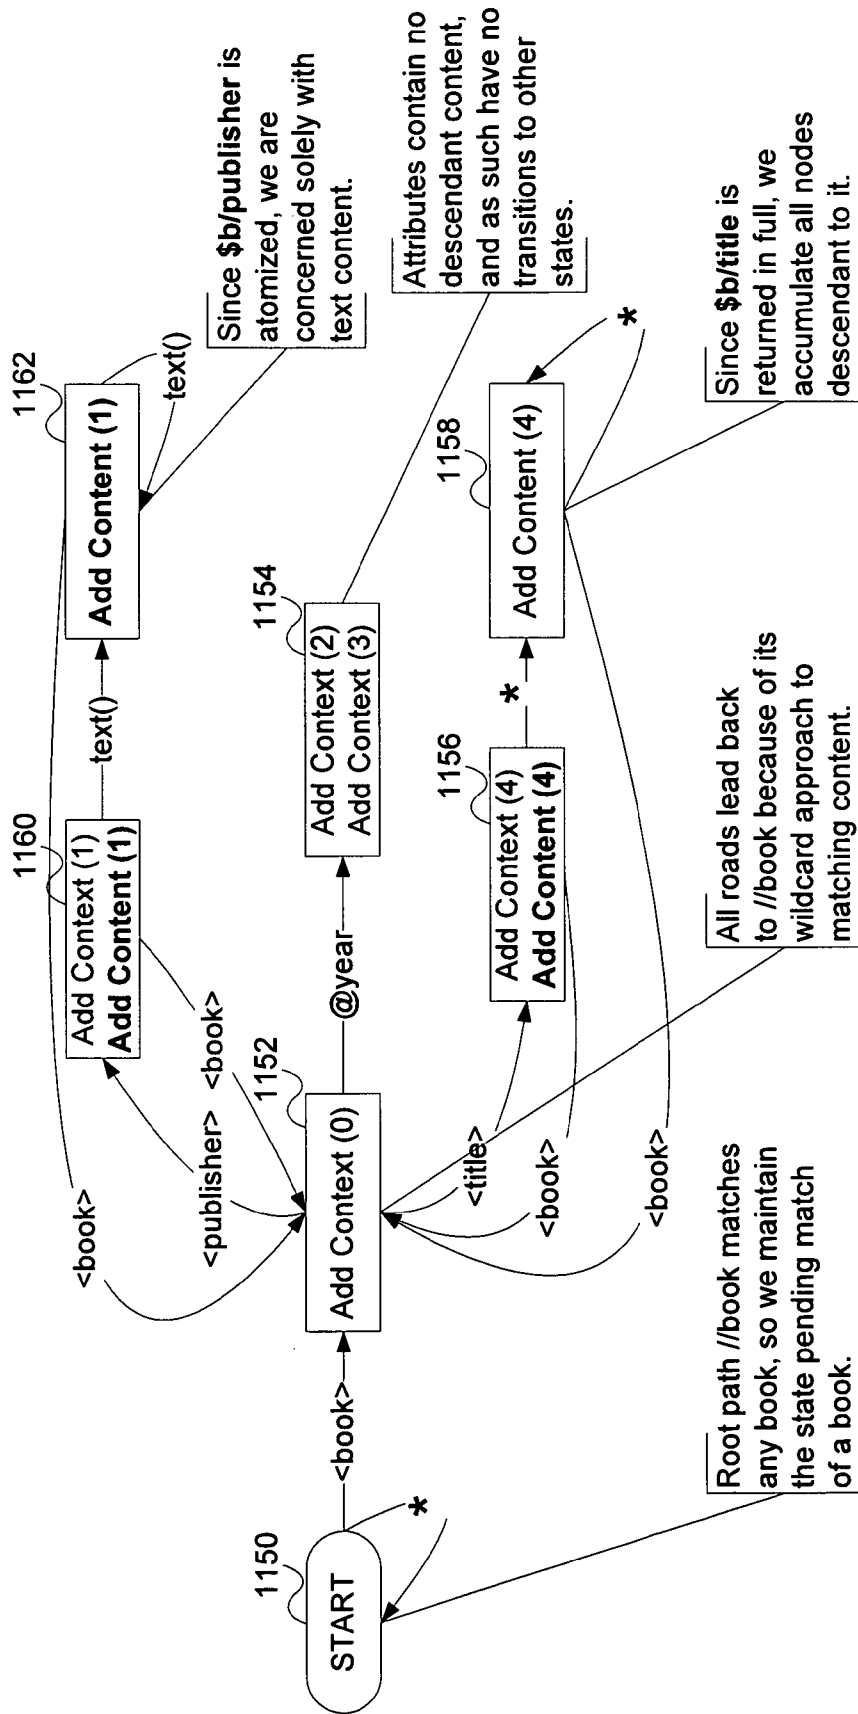 1150
START
*
<book>
1152
Add Context (0)
<book>
<publisher>
<book>
1160
Add Context (1)
Add Content (1)
text()
1162
Add Content (1)
text()
Since $b/publisher is
atomized, we are
concerned solely with
text content.
@year
1154
Add Context (2)
Add Context (3)
Attributes contain no
descendant content,
and as such have no
transitions to other
states.
<title>
<book>
<book>
1156
Add Context (4)
Add Content (4)
*
1158
Add Content (4)
*
Root path //book matches
any book, so we maintain
the state pending match
of a book.
All roads lead back
to //book because of its
wildcard approach to
matching content.
Since $b/title is
returned in full, we
accumulate all nodes
descendant to it.